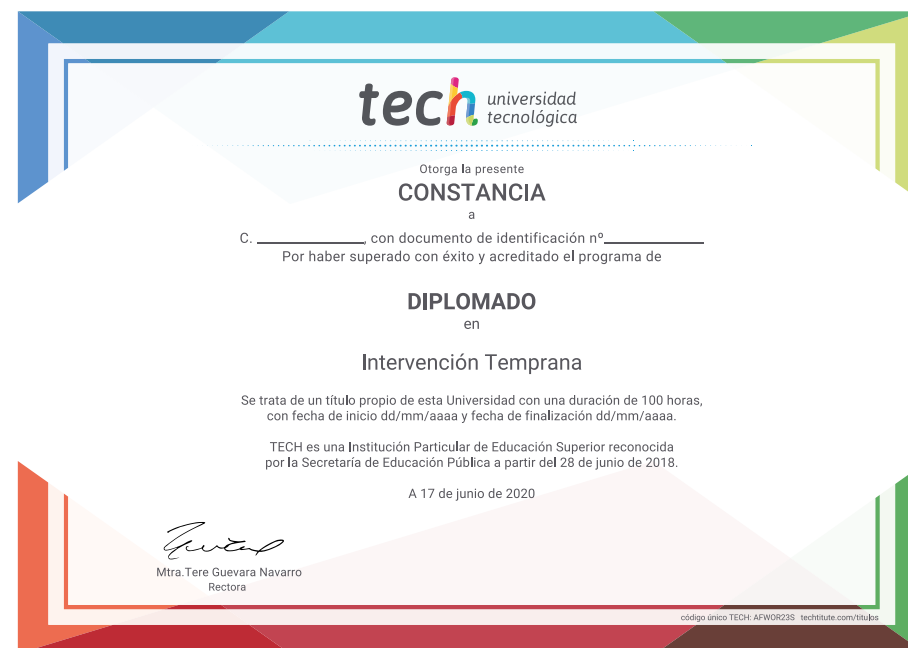 tech universidad
tecnológica
Otorga la presente
CONSTANCIA
a
C. ____________, con documento de identificación nº____________
Por haber superado con éxito y acreditado el programa de
DIPLOMADO
en
Intervención Temprana
Se trata de un título propio de esta Universidad con una duración de 100 horas,
con fecha de inicio dd/mm/aaaa y fecha de finalización dd/mm/aaaa.
TECH es una Institución Particular de Educación Superior reconocida
por la Secretaría de Educación Pública a partir del 28 de junio de 2018.
A 17 de junio de 2020
Mtra.Tere Guevara Navarro
Rectora
código único TECH: AFWOR23S techtitute.com/titulos